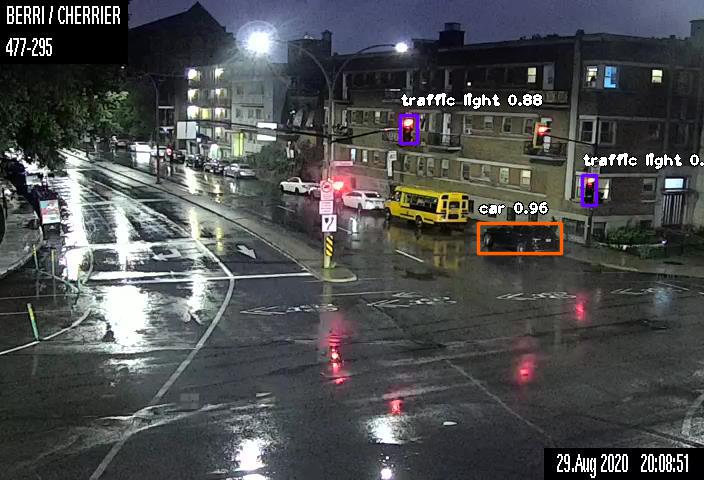 BERRI / CHERRIER
477-295
traffic light 0.88
traffic light 0.
car 0.96
29.Aug 2020 20:08:51